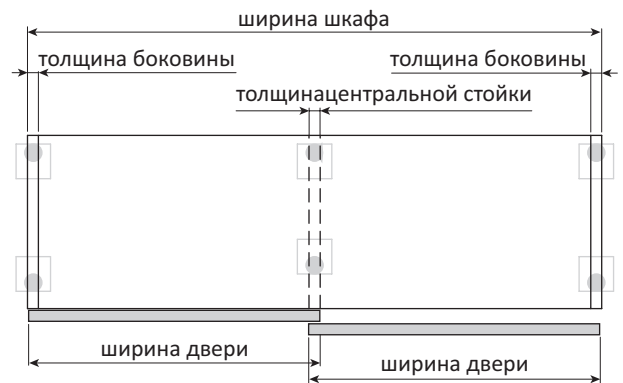 ширина шкафа
толщина боковины
толщина боковины
толщинацентральной стойки
ширина двери
ширина двери